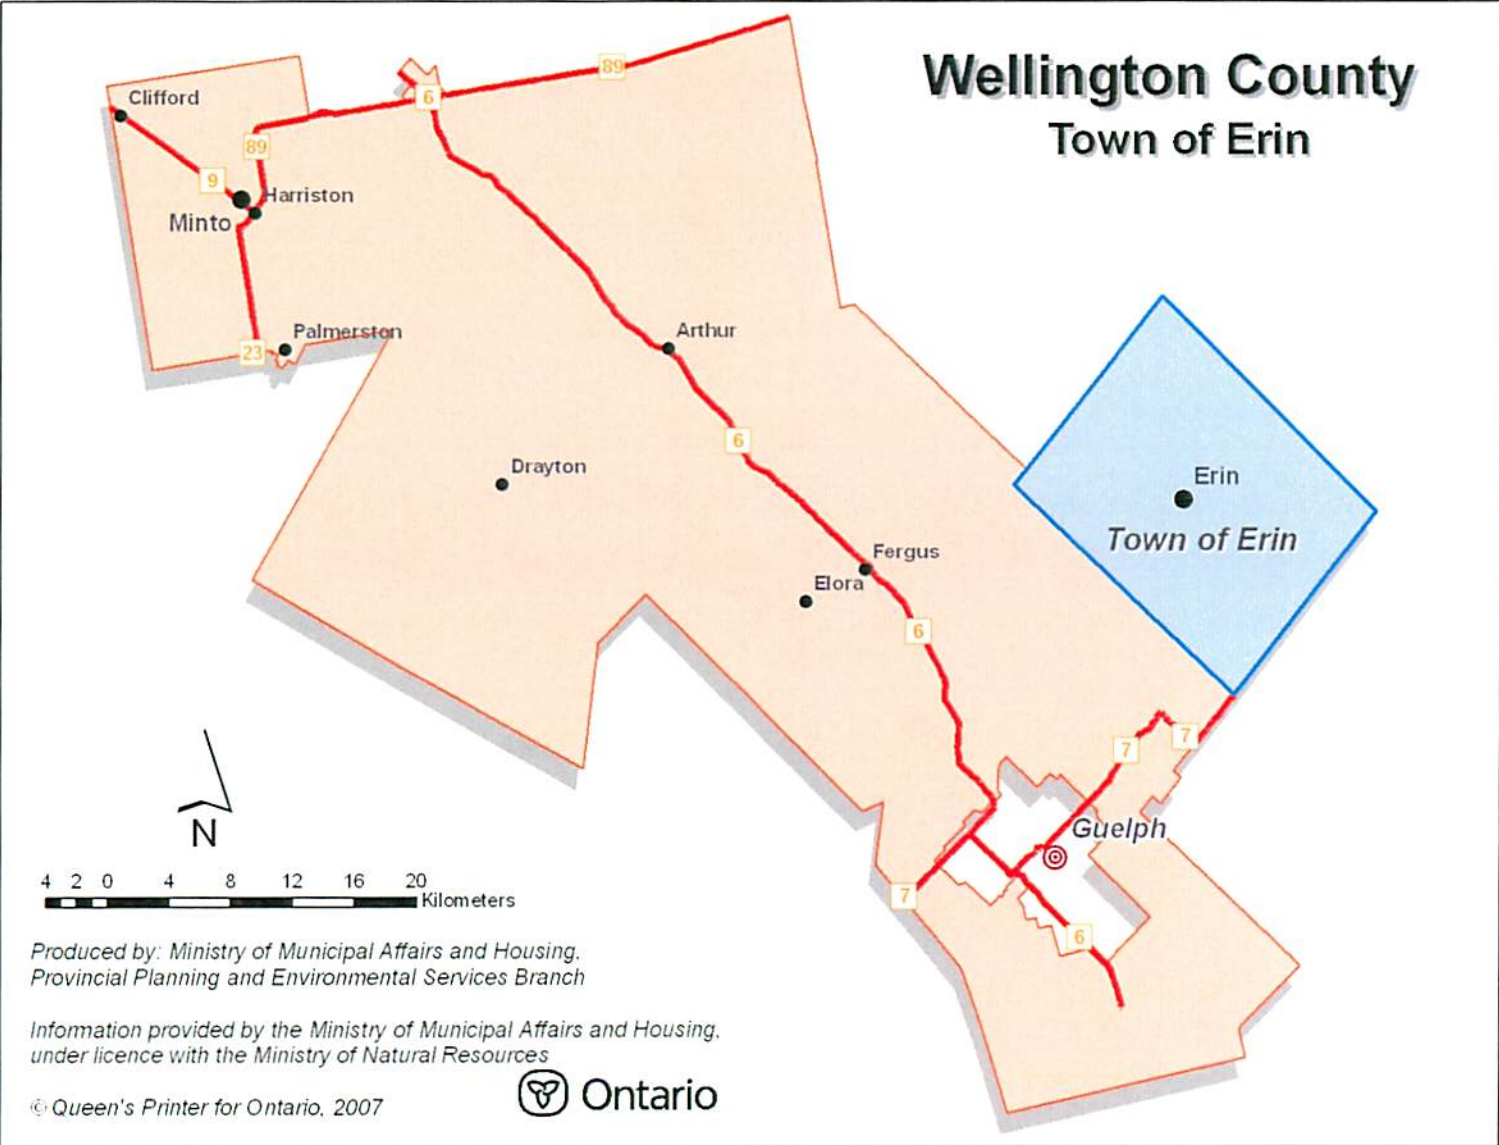 Wellington County
Town of Erin
89
6
Clifford
89
9
Harriston
Minto
Palmerston
23
Arthur
6
Drayton
Erin
Town of Erin
Fergus
Elora
6
7
7
Guelph
7
6
N
4 2 0 4 8 12 16 20
Kilometers
Produced by: Ministry of Municipal Affairs and Housing,
Provincial Planning and Environmental Services Branch
Information provided by the Ministry of Municipal Affairs and Housing,
under licence with the Ministry of Natural Resources
© Queen's Printer for Ontario, 2007
Ontario